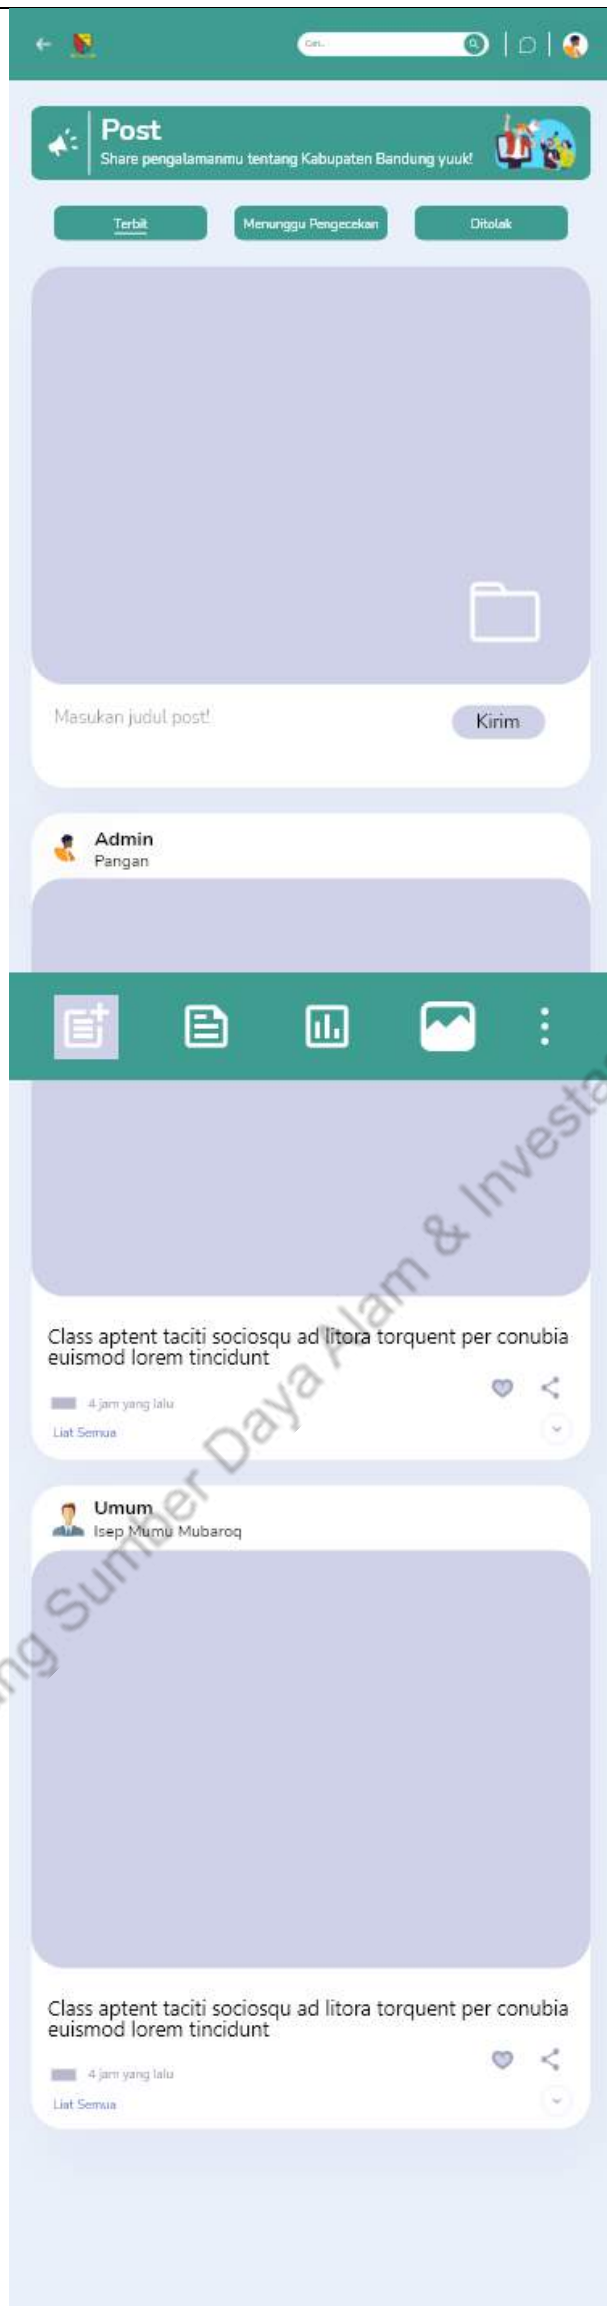 Cari..
Post
Share pengalamanmu tentang Kabupaten Bandung yuuk!
Terbit
Menunggu Pengecekan
Ditolak
Masukan judul post!
Kirim
Admin
Pangan
Class aptent taciti sociosqu ad litora torquent per conubia
euismod lorem tincidunt
4 jam yang lalu
Liat Semua
Umum
Isep Mumu Mubaroq
Class aptent taciti sociosqu ad litora torquent per conubia
euismod lorem tincidunt
4 jam yang lalu
Liat Semua
Sumber Daya Alam &